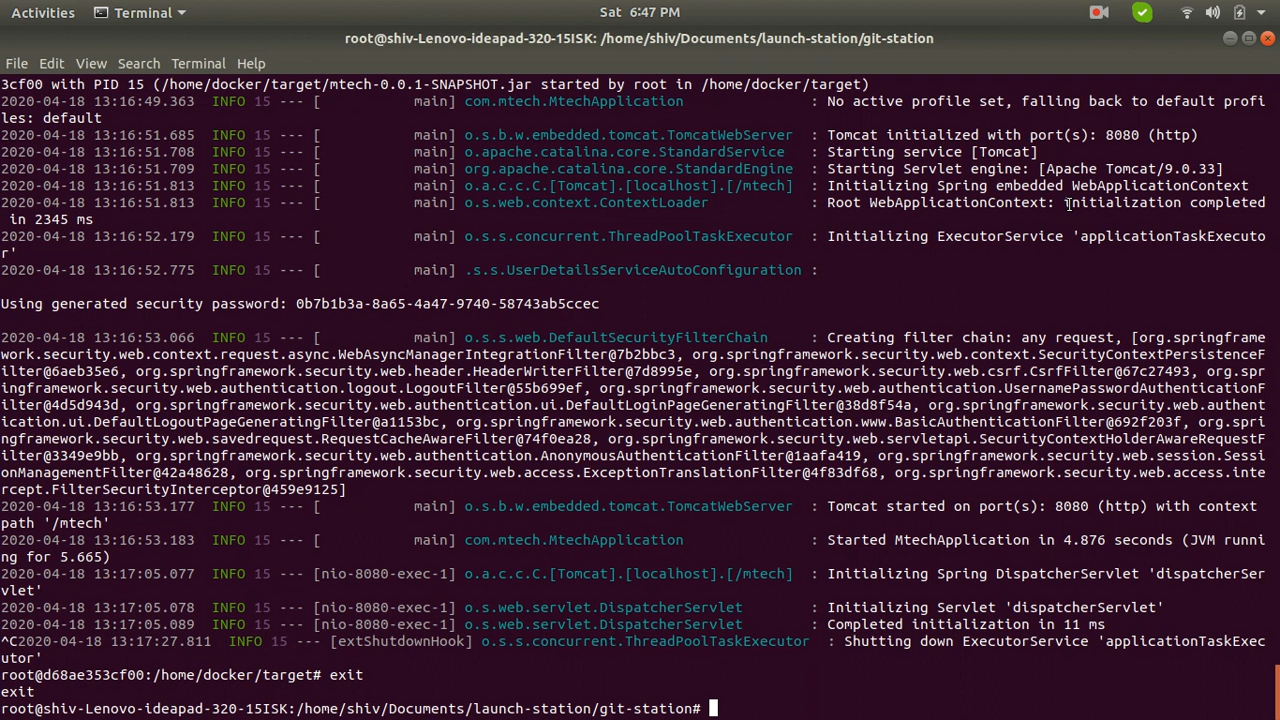 Activities Terminal Sat 6:47 PM
root@shiv-Lenovo-ideapad-320-15ISK: /home/shiv/Documents/launch-station/git-station
File Edit View Search Terminal Help
3cf00 with PID 15 (/home/docker/target/mtech-0.0.1-SNAPSHOT.jar started by root in /home/docker/target)
2020-04-18 13:16:49.363  INFO 15 --- [           main] com.mtech.MtechApplication               : No active profile set, falling back to default profi
les: default
2020-04-18 13:16:51.685  INFO 15 --- [           main] o.s.b.w.embedded.tomcat.TomcatWebServer  : Tomcat initialized with port(s): 8080 (http)
2020-04-18 13:16:51.708  INFO 15 --- [           main] o.apache.catalina.core.StandardService   : Starting service [Tomcat]
2020-04-18 13:16:51.709  INFO 15 --- [           main] org.apache.catalina.core.StandardEngine  : Starting Servlet engine: [Apache Tomcat/9.0.33]
2020-04-18 13:16:51.813  INFO 15 --- [           main] o.a.c.c.C.[Tomcat].[localhost].[/mtech]  : Initializing Spring embedded WebApplicationContext
2020-04-18 13:16:51.813  INFO 15 --- [           main] o.s.web.context.ContextLoader            : Root WebApplicationContext: initialization completed
 in 2345 ms
2020-04-18 13:16:52.179  INFO 15 --- [           main] o.s.s.concurrent.ThreadPoolTaskExecutor  : Initializing ExecutorService 'applicationTaskExecuto
r'
2020-04-18 13:16:52.775  INFO 15 --- [           main] .s.s.UserDetailsServiceAutoConfiguration :
Using generated security password: 0b7b1b3a-8a65-4a47-9740-58743ab5ccec
2020-04-18 13:16:53.066  INFO 15 --- [           main] o.s.s.web.DefaultSecurityFilterChain     : Creating filter chain: any request, [org.springframe
work.security.web.context.request.async.WebAsyncManagerIntegrationFilter@7b2bbc3, org.springframework.security.web.context.SecurityContextPersistenceF
ilter@6aeb35e6, org.springframework.security.web.header.HeaderWriterFilter@7d8995e, org.springframework.security.web.csrf.CsrfFilter@67c27493, org.spr
ingframework.security.web.authentication.logout.LogoutFilter@55b699ef, org.springframework.security.web.authentication.UsernamePasswordAuthenticationF
ilter@4d5d943d, org.springframework.security.web.authentication.ui.DefaultLoginPageGeneratingFilter@38d8f54a, org.springframework.security.web.authent
ication.ui.DefaultLogoutPageGeneratingFilter@a1153bc, org.springframework.security.web.authentication.www.BasicAuthenticationFilter@692f203f, org.spri
ngframework.security.web.savedrequest.RequestCacheAwareFilter@74f0ea28, org.springframework.security.web.servletapi.SecurityContextHolderAwareRequestF
ilter@3349e9bb, org.springframework.security.web.authentication.AnonymousAuthenticationFilter@1aafa419, org.springframework.security.web.session.Sessi
onManagementFilter@42a48628, org.springframework.security.web.access.ExceptionTranslationFilter@4f83df68, org.springframework.security.web.access.inte
rcept.FilterSecurityInterceptor@459e9125]
2020-04-18 13:16:53.177  INFO 15 --- [           main] o.s.b.w.embedded.tomcat.TomcatWebServer  : Tomcat started on port(s): 8080 (http) with context
path '/mtech'
2020-04-18 13:16:53.183  INFO 15 --- [           main] com.mtech.MtechApplication               : Started MtechApplication in 4.876 seconds (JVM runni
ng for 5.665)
2020-04-18 13:17:05.077  INFO 15 --- [nio-8080-exec-1] o.a.c.c.C.[Tomcat].[localhost].[/mtech]  : Initializing Spring DispatcherServlet 'dispatcherSer
vlet'
2020-04-18 13:17:05.078  INFO 15 --- [nio-8080-exec-1] o.s.web.servlet.DispatcherServlet        : Initializing Servlet 'dispatcherServlet'
2020-04-18 13:17:05.089  INFO 15 --- [nio-8080-exec-1] o.s.web.servlet.DispatcherServlet        : Completed initialization in 11 ms
^C2020-04-18 13:17:27.811  INFO 15 --- [extShutdownHook] o.s.s.concurrent.ThreadPoolTaskExecutor  : Shutting down ExecutorService 'applicationTaskExec
utor'
root@d68ae353cf00:/home/docker/target# exit
exit
root@shiv-Lenovo-ideapad-320-15ISK:/home/shiv/Documents/launch-station/git-station#